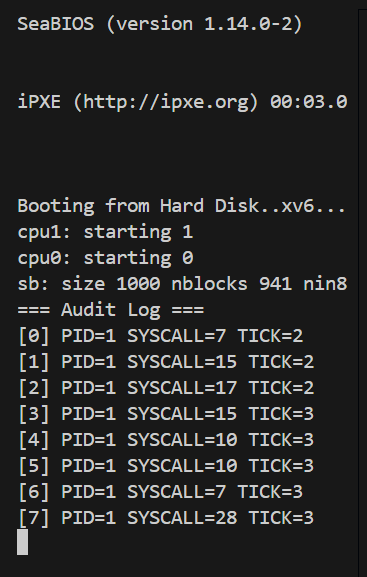 SeaBIOS (version 1.14.0-2)
iPXE (http://ipxe.org) 00:03.0
Booting from Hard Disk..xv6...
cpu1: starting 1
cpu0: starting 0
sb: size 1000 nblocks 941 nin8
=== Audit Log ===
[0] PID=1 SYSCALL=7 TICK=2
[1] PID=1 SYSCALL=15 TICK=2
[2] PID=1 SYSCALL=17 TICK=2
[3] PID=1 SYSCALL=15 TICK=3
[4] PID=1 SYSCALL=10 TICK=3
[5] PID=1 SYSCALL=10 TICK=3
[6] PID=1 SYSCALL=7 TICK=3
[7] PID=1 SYSCALL=28 TICK=3